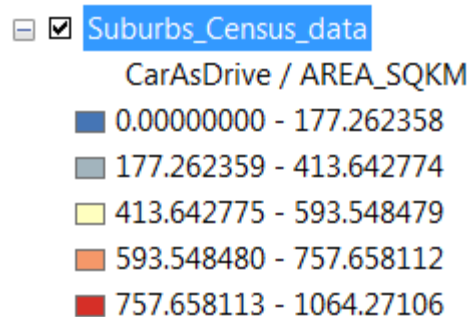 Suburbs_Census_data
CarAsDrive / AREA_SQKM
0.00000000 - 177.262358
177.262359 - 413.642774
413.642775 - 593.548479
593.548480 - 757.658112
757.658113 - 1064.27106